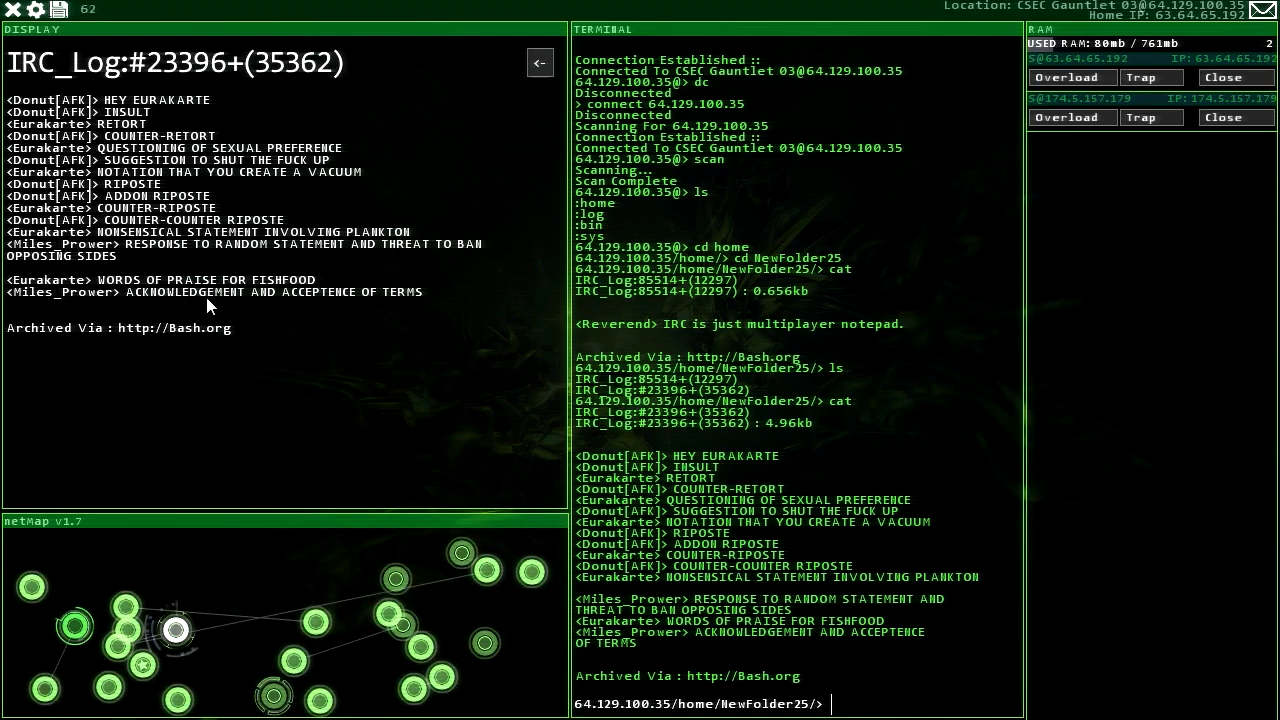 62
Location: CSEC Gauntlet 03@64.129.100.35
Home IP: 63.64.65.192
DISPLAY
IRC_Log:#23396+(35362)
<-
<Donut[AFK]> HEY EURAKARTE
<Donut[AFK]> INSULT
<Eurakarte> RETORT
<Donut[AFK]> COUNTER-RETORT
<Eurakarte> QUESTIONING OF SEXUAL PREFERENCE
<Donut[AFK]> SUGGESTION TO SHUT THE FUCK UP
<Eurakarte> NOTATION THAT YOU CREATE A VACUUM
<Donut[AFK]> RIPOSTE
<Donut[AFK]> ADDON RIPOSTE
<Eurakarte> COUNTER-RIPOSTE
<Donut[AFK]> COUNTER-COUNTER RIPOSTE
<Eurakarte> NONSENSICAL STATEMENT INVOLVING PLANKTON
<Miles_Prower> RESPONSE TO RANDOM STATEMENT AND THREAT TO BAN
OPPOSING SIDES
<Eurakarte> WORDS OF PRAISE FOR FISHFOOD
<Miles_Prower> ACKNOWLEDGEMENT AND ACCEPTENCE OF TERMS
Archived Via : http://Bash.org
netMap v1.7
TERMINAL
Connection Established ::
Connected To CSEC Gauntlet 03@64.129.100.35
64.129.100.35@> dc
Disconnected
> connect 64.129.100.35
Disconnected
Scanning For 64.129.100.35
Connection Established ::
Connected To CSEC Gauntlet 03@64.129.100.35
64.129.100.35@> scan
Scanning...
Scan Complete
64.129.100.35@> ls
:home
:log
:bin
:sys
64.129.100.35@> cd home
64.129.100.35/home/> cd NewFolder25
64.129.100.35/home/NewFolder25/> cat
IRC_Log:85514+(12297)
IRC_Log:85514+(12297) : 0.656kb
<Reverend> IRC is just multiplayer notepad.
Archived Via : http://Bash.org
64.129.100.35/home/NewFolder25/> ls
IRC_Log:85514+(12297)
IRC_Log:#23396+(35362)
64.129.100.35/home/NewFolder25/> cat
IRC_Log:#23396+(35362)
IRC_Log:#23396+(35362) : 4.96kb
<Donut[AFK]> HEY EURAKARTE
<Donut[AFK]> INSULT
<Eurakarte> RETORT
<Donut[AFK]> COUNTER-RETORT
<Eurakarte> QUESTIONING OF SEXUAL PREFERENCE
<Donut[AFK]> SUGGESTION TO SHUT THE FUCK UP
<Eurakarte> NOTATION THAT YOU CREATE A VACUUM
<Donut[AFK]> RIPOSTE
<Donut[AFK]> ADDON RIPOSTE
<Eurakarte> COUNTER-RIPOSTE
<Donut[AFK]> COUNTER-COUNTER RIPOSTE
<Eurakarte> NONSENSICAL STATEMENT INVOLVING PLANKTON
<Miles_Prower> RESPONSE TO RANDOM STATEMENT AND
THREAT TO BAN OPPOSING SIDES
<Eurakarte> WORDS OF PRAISE FOR FISHFOOD
<Miles_Prower> ACKNOWLEDGEMENT AND ACCEPTENCE
OF TERMS
Archived Via : http://Bash.org
64.129.100.35/home/NewFolder25/>
RAM
USED RAM: 80mb / 761mb 2
S@63.64.65.192 IP: 63.64.65.192
Overload Trap Close
S@174.5.157.179 IP: 174.5.157.179
Overload Trap Close